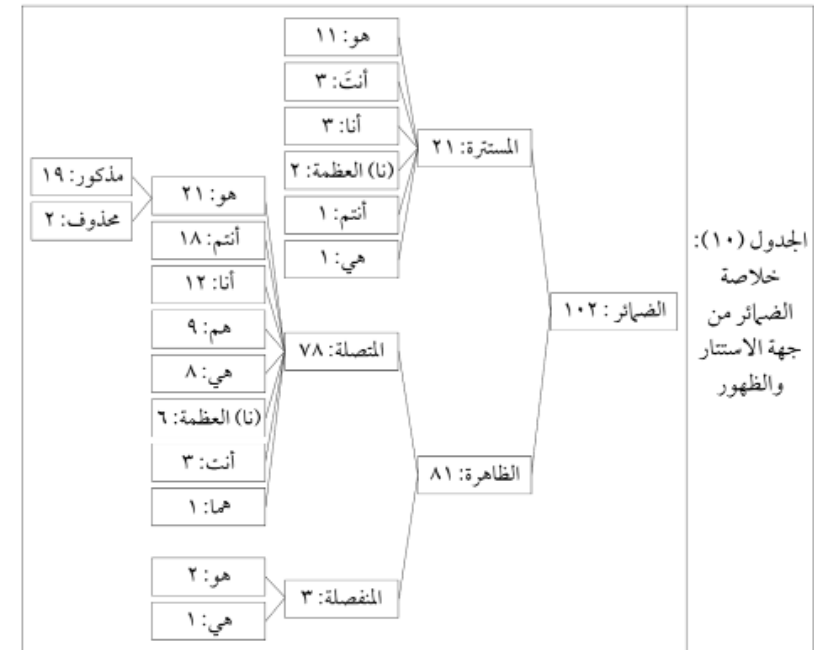 الجدول (١٠):
خلاصة
الضمائر من
جهة الاستتار
والظهور
الضمائر : ١٠٢
المستترة: ٢١
هو: ١١
أنتَ: ٣
أنا: ٣
(نا) العظمة: ٢
أنتم: ١
هي: ١
الظاهرة: ٨١
المتصلة: ٧٨
هو: ٢١
مذكور: ١٩
محذوف: ٢
أنتم: ١٨
أنا: ١٢
هم: ٩
هي: ٨
(نا) العظمة: ٦
أنت: ٣
هما: ١
المنفصلة: ٣
هو: ٢
هي: ١